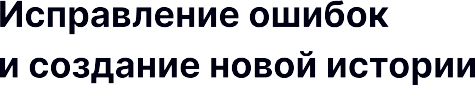 Исправление ошибок
и создание новой истории